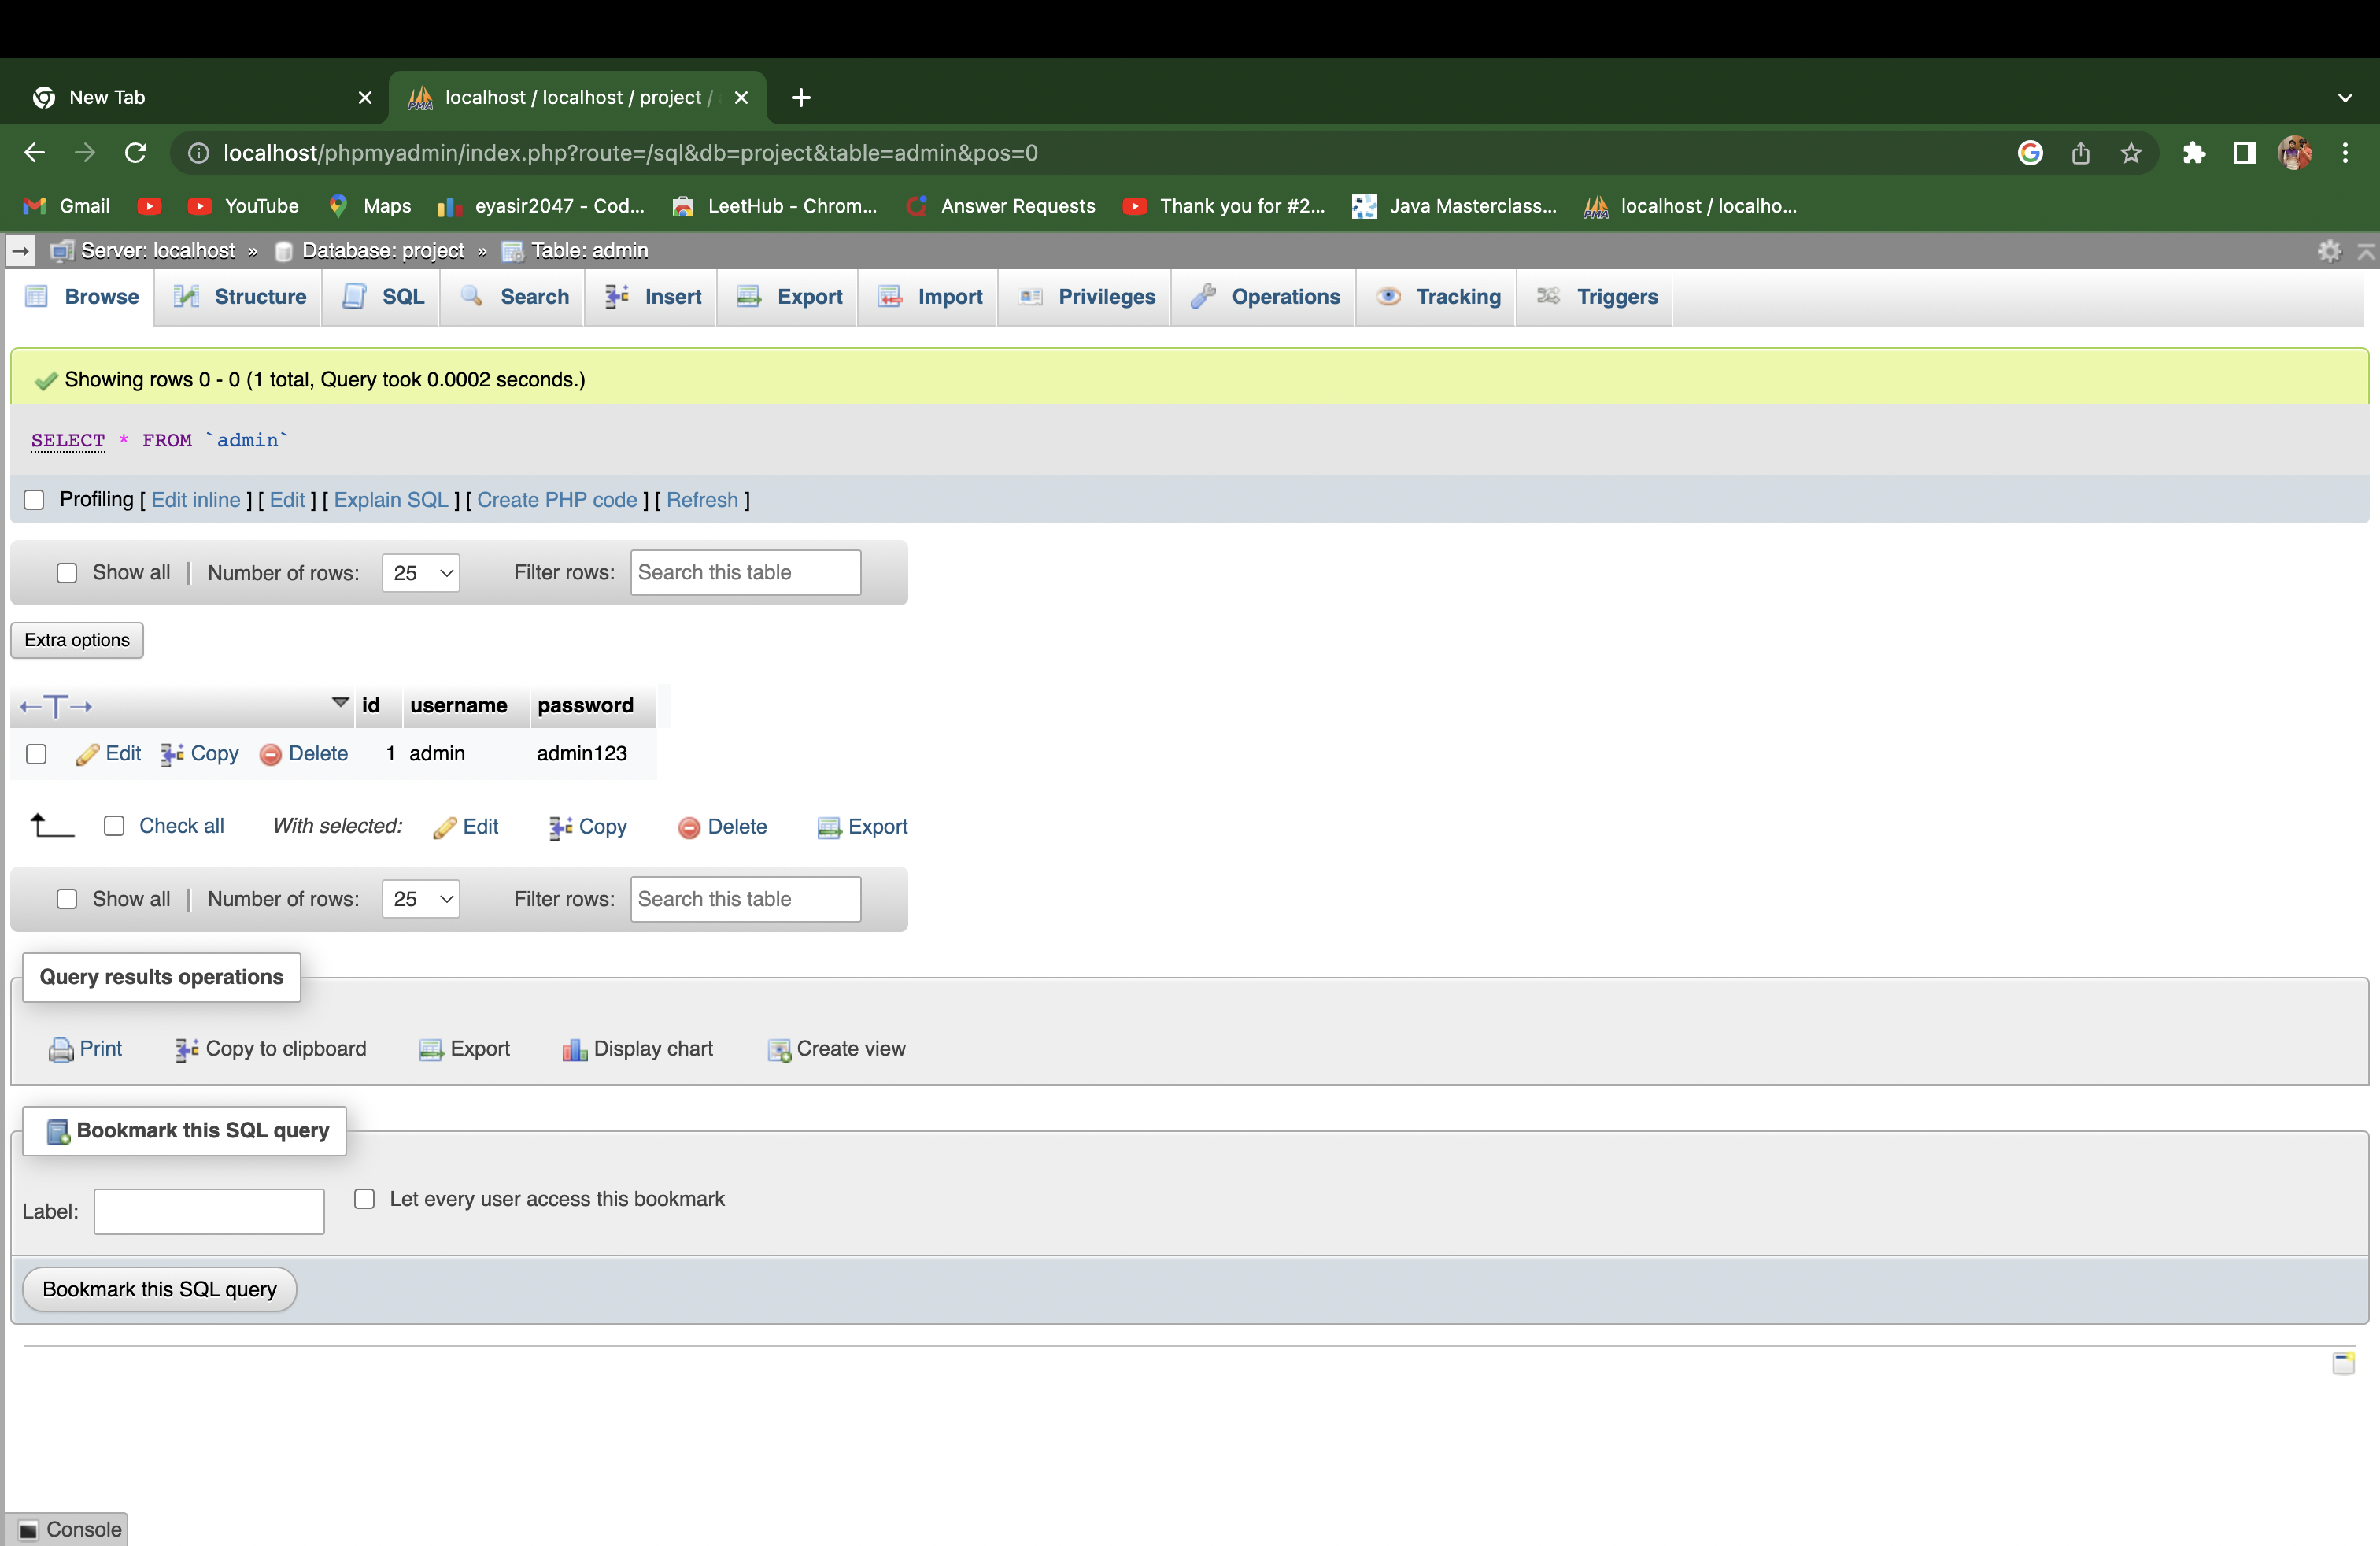 New Tab
localhost / localhost / project /
localhost/phpmyadmin/index.php?route=/sql&db=project&table=admin&pos=0
Gmail YouTube Maps eyasir2047 - Cod... LeetHub - Chrom... Answer Requests Thank you for #2... Java Masterclass... localhost / localho...
Server: localhost » Database: project » Table: admin
Browse Structure SQL Search Insert Export Import Privileges Operations Tracking Triggers
Showing rows 0 - 0 (1 total, Query took 0.0002 seconds.)
SELECT * FROM `admin`
Profiling [ Edit inline ] [ Edit ] [ Explain SQL ] [ Create PHP code ] [ Refresh ]
Show all | Number of rows: 25 Filter rows: Search this table
Extra options
id username password
Edit Copy Delete 1 admin admin123
Check all With selected: Edit Copy Delete Export
Show all | Number of rows: 25 Filter rows: Search this table
Query results operations
Print Copy to clipboard Export Display chart Create view
Bookmark this SQL query
Label: Let every user access this bookmark
Bookmark this SQL query
Console